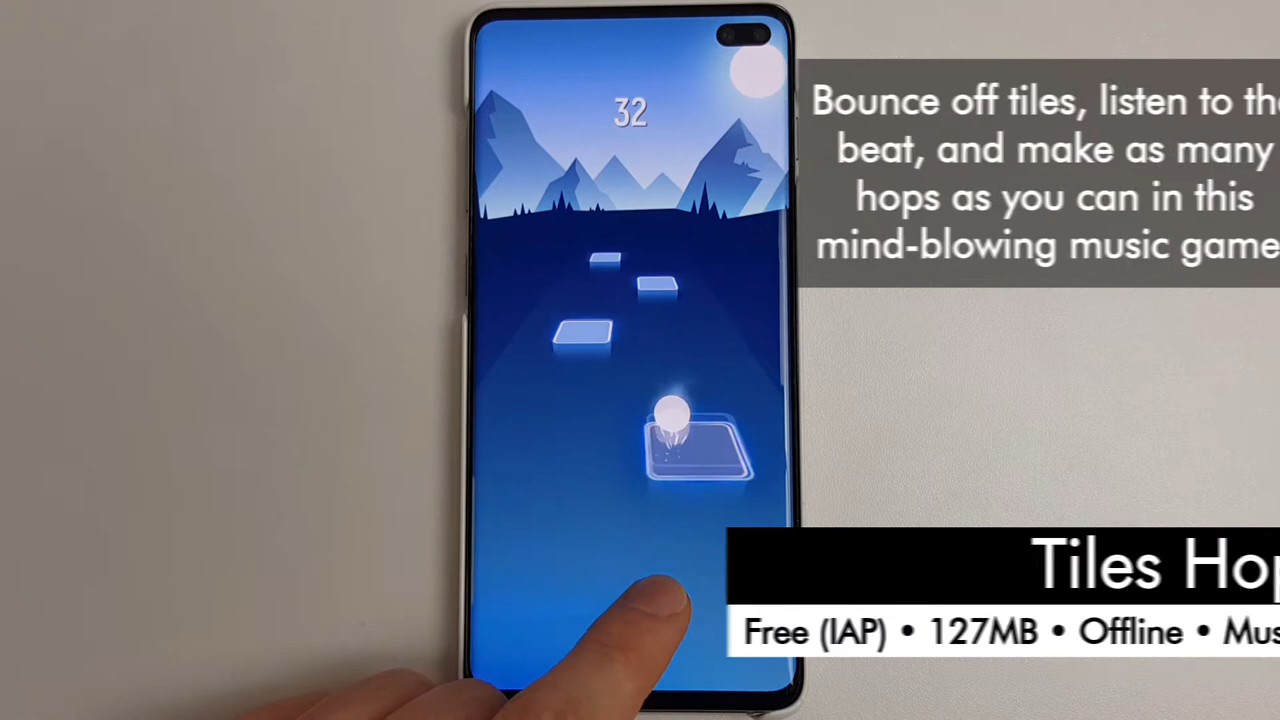 32
Bounce off tiles, listen to the
beat, and make as many
hops as you can in this
mind-blowing music game
Tiles Hop
Free (IAP) • 127MB • Offline •